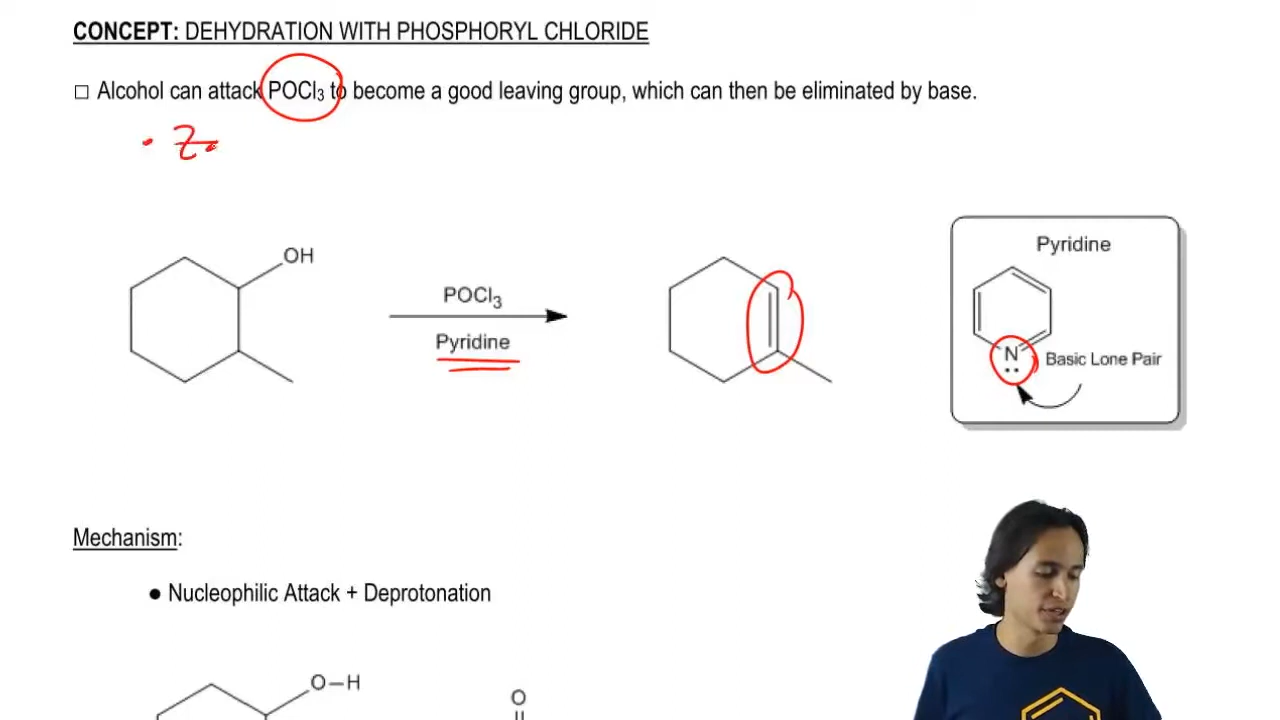 CONCEPT: DEHYDRATION WITH PHOSPHORYL CHLORIDE
□ Alcohol can attack POCl₃ to become a good leaving group, which can then be eliminated by base.
OH
POCl₃
Pyridine
Pyridine
N
Basic Lone Pair
Mechanism:
● Nucleophilic Attack + Deprotonation
O–H
O